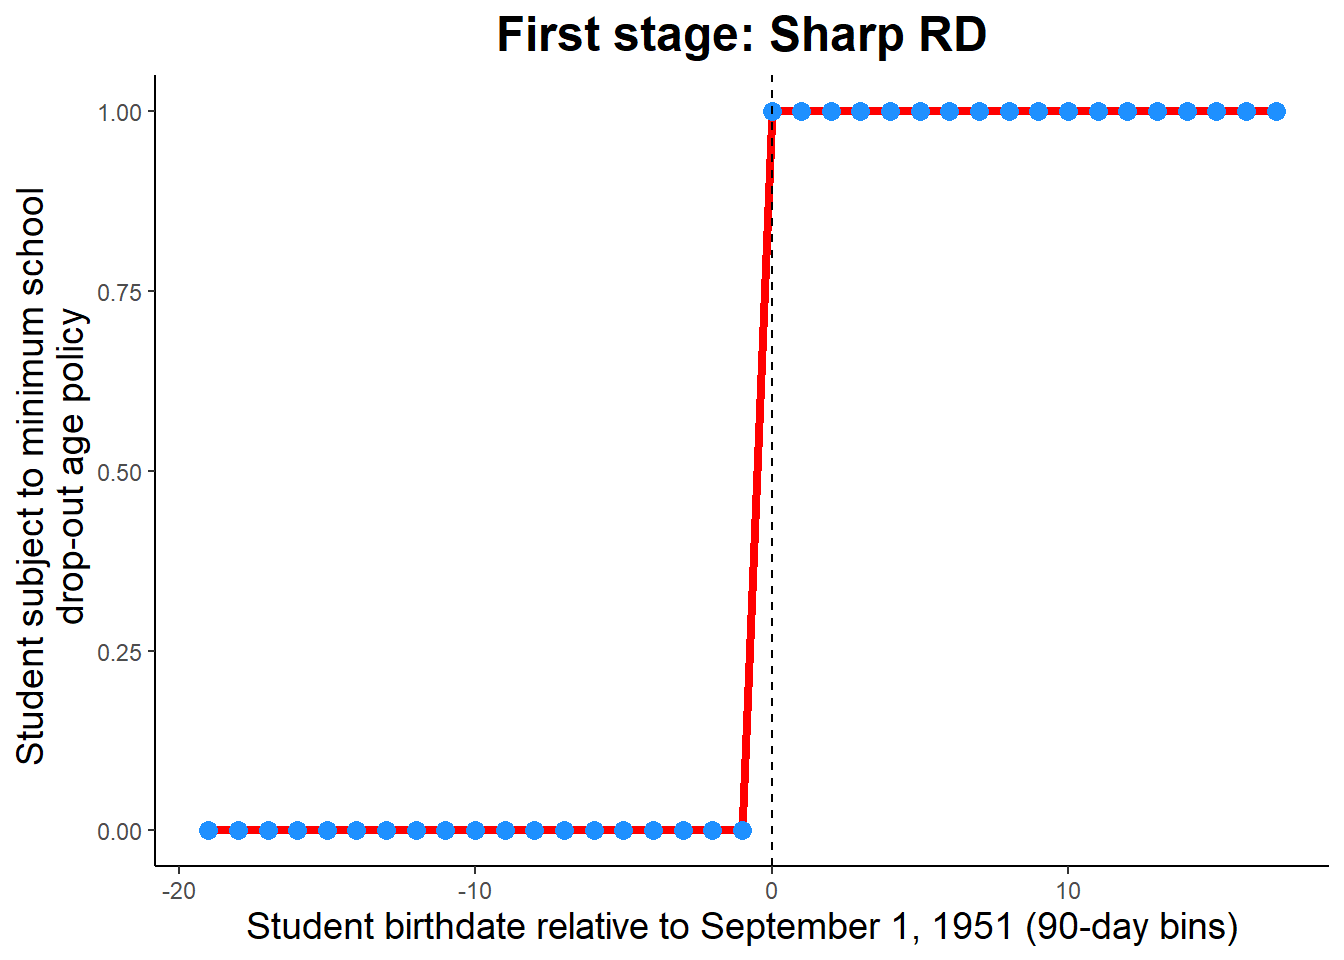 First stage: Sharp RD
Student subject to minimum school
drop-out age policy
1.00
0.75
0.50
0.25
0.00
-20
-10
0
10
Student birthdate relative to September 1, 1951 (90-day bins)